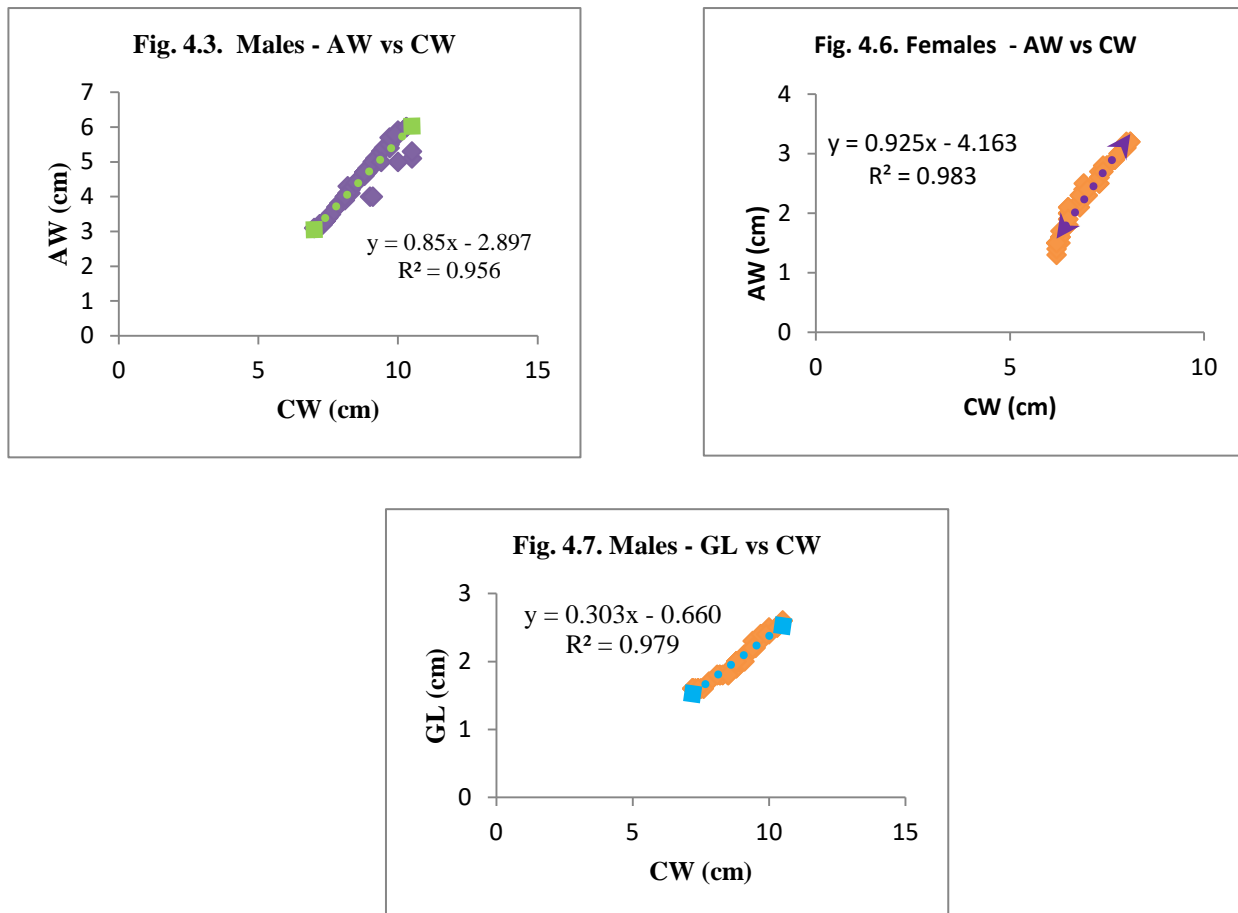 Fig. 4.3. Males - AW vs CW
7
6
5
4
3
2
1
0
AW (cm)
y = 0.85x - 2.897
R² = 0.956
0 5 10 15
CW (cm)
Fig. 4.6. Females - AW vs CW
4
3
2
1
0
AW (cm)
y = 0.925x - 4.163
R² = 0.983
0 5 10
CW (cm)
Fig. 4.7. Males - GL vs CW
3
2
1
0
GL (cm)
y = 0.303x - 0.660
R² = 0.979
0 5 10 15
CW (cm)